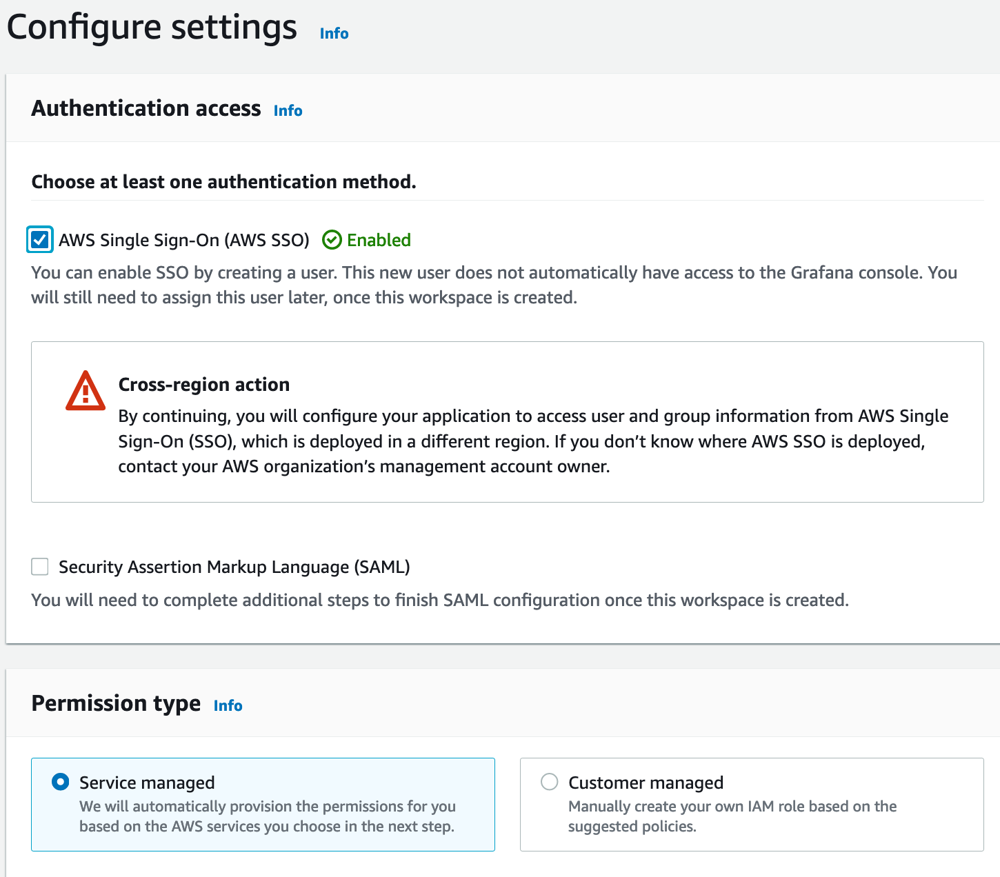 Configure settings Info
Authentication access Info
Choose at least one authentication method.
AWS Single Sign-On (AWS SSO) Enabled
You can enable SSO by creating a user. This new user does not automatically have access to the Grafana console. You
will still need to assign this user later, once this workspace is created.
Cross-region action
By continuing, you will configure your application to access user and group information from AWS Single
Sign-On (SSO), which is deployed in a different region. If you don’t know where AWS SSO is deployed,
contact your AWS organization’s management account owner.
Security Assertion Markup Language (SAML)
You will need to complete additional steps to finish SAML configuration once this workspace is created.
Permission type Info
Service managed
We will automatically provision the permissions for you
based on the AWS services you choose in the next step.
Customer managed
Manually create your own IAM role based on the
suggested policies.